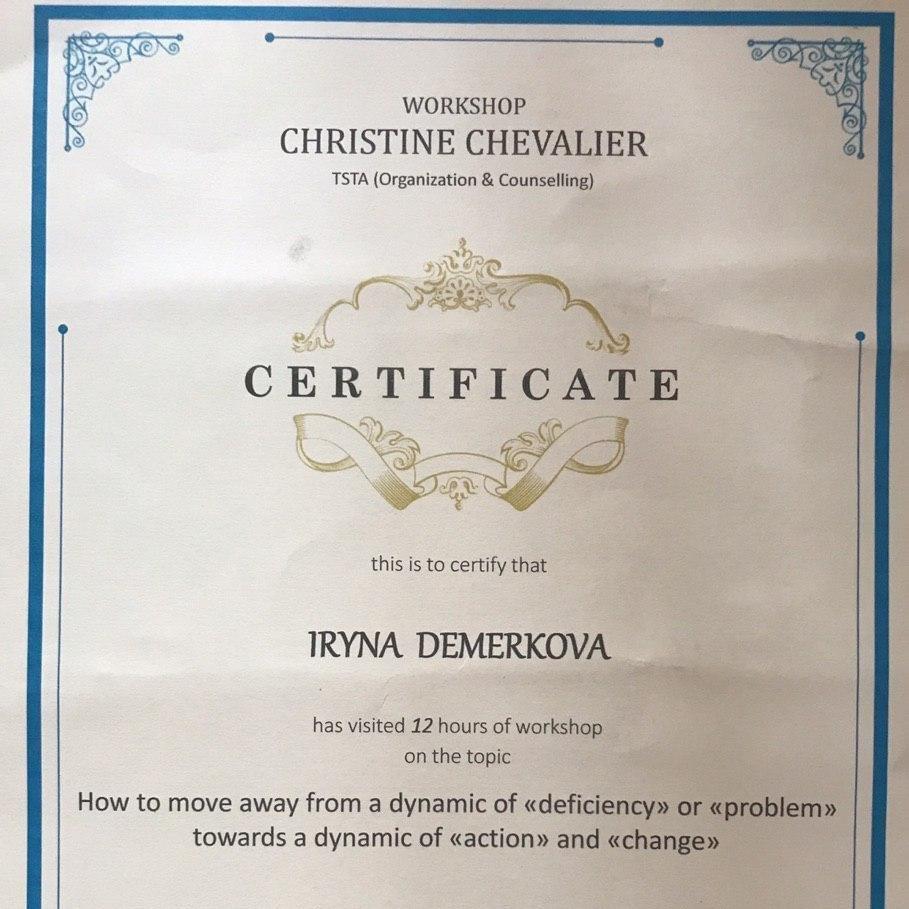 WORKSHOP
CHRISTINE CHEVALIER
TSTA (Organization & Counselling)
CERTIFICATE
this is to certify that
IRYNA DEMERKOVA
has visited 12 hours of workshop
on the topic
How to move away from a dynamic of «deficiency» or «problem»
towards a dynamic of «action» and «change»